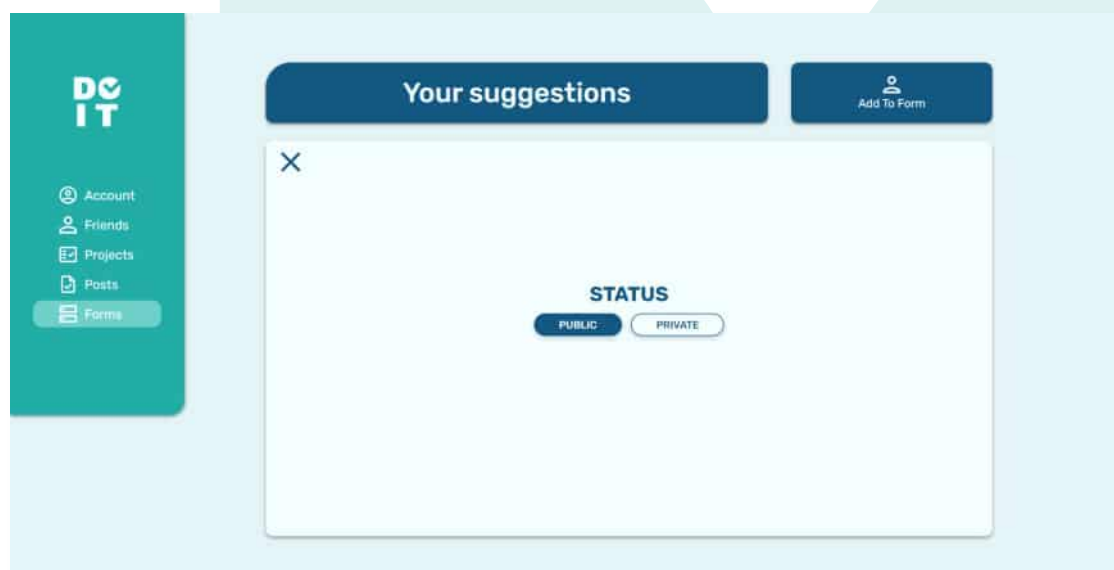 DO
IT
Account
Friends
Projects
Posts
Forms
Your suggestions
Add To Form
STATUS
PUBLIC
PRIVATE